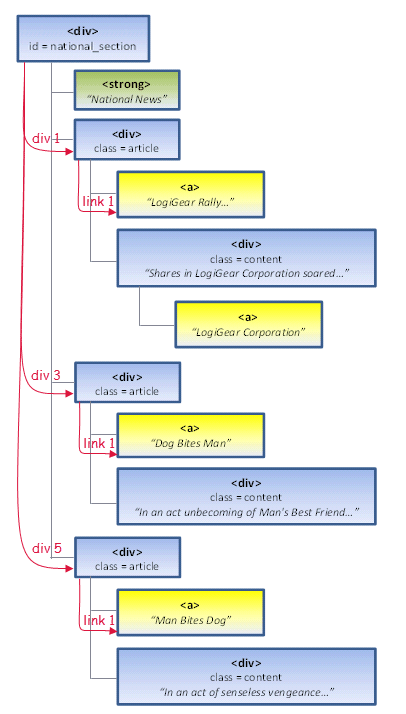 <div>
id = national_section
<strong>
“National News”
div 1
<div>
class = article
link 1
<a>
“LogiGear Rally…”
<div>
class = content
“Shares in LogiGear Corporation soared…”
<a>
“LogiGear Corporation”
div 3
<div>
class = article
link 1
<a>
“Dog Bites Man”
<div>
class = content
“In an act unbecoming of Man’s Best Friend…”
div 5
<div>
class = article
link 1
<a>
“Man Bites Dog”
<div>
class = content
“In an act of senseless vengeance…”